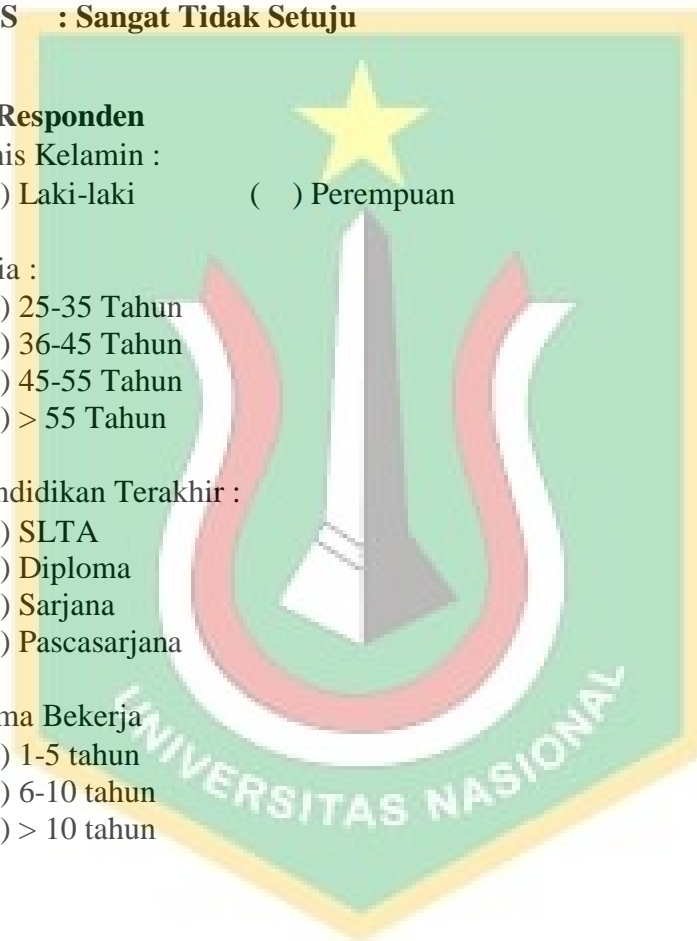 S : Sangat Tidak Setuju
Responden
nis Kelamin :
) Laki-laki ( ) Perempuan
ia :
) 25-35 Tahun
) 36-45 Tahun
) 45-55 Tahun
) > 55 Tahun
ndidikan Terakhir :
) SLTA
) Diploma
) Sarjana
) Pascasarjana
ma Bekerja
) 1-5 tahun
) 6-10 tahun
) > 10 tahun
UNIVERSITAS NASIONAL